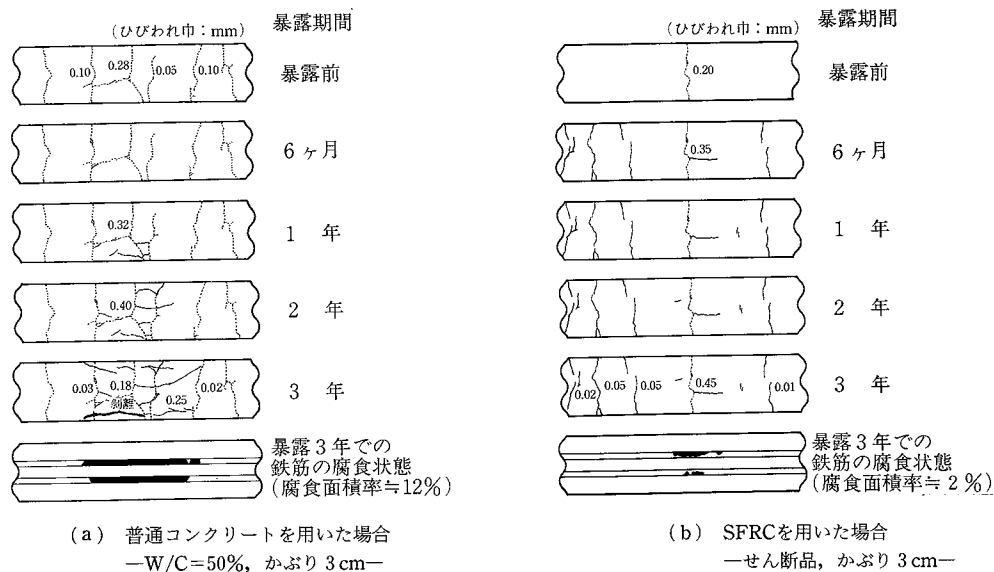 (ひびわれ巾：mm)
暴露期間
0.10
0.28
0.05
0.10
暴露前
6ヶ月
0.32
1 年
0.40
2 年
0.03
0.18
0.02
剥離
0.25
3 年
暴露3年での
鉄筋の腐食状態
(腐食面積率≒12%)
(a) 普通コンクリートを用いた場合
—W/C=50%, かぶり3cm—
(ひびわれ巾：mm)
暴露期間
0.20
暴露前
0.35
6ヶ月
1 年
2 年
0.02
0.05
0.05
0.45
0.01
3 年
暴露3年での
鉄筋の腐食状態
(腐食面積率≒2%)
(b) SFRCを用いた場合
—せん断品, かぶり3cm—